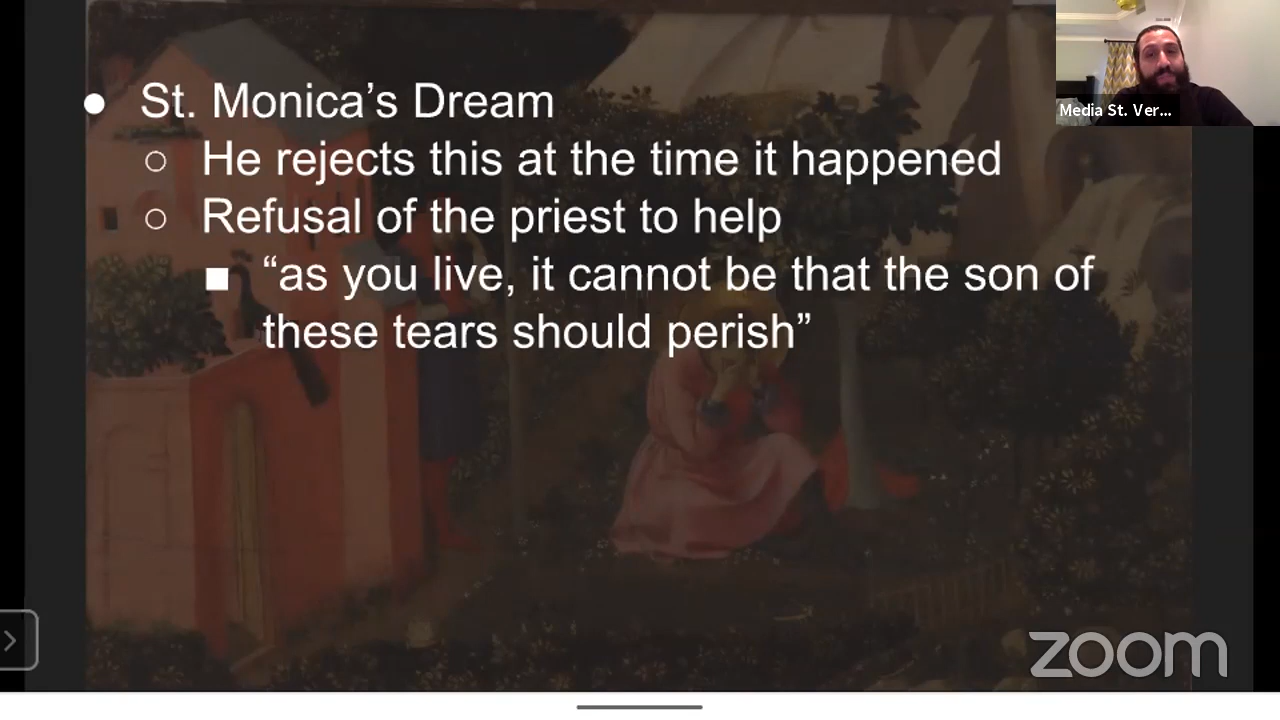 St. Monica’s Dream
He rejects this at the time it happened
Refusal of the priest to help
“as you live, it cannot be that the son of
these tears should perish”
Media St. Ver...
zoom